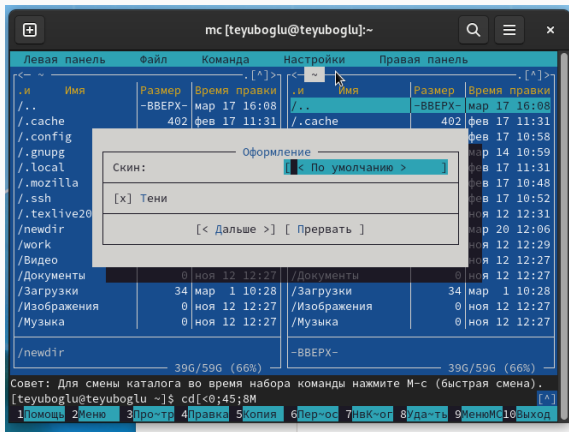 mc [teyuboglu@teyuboglu]:~
Левая панель Файл Команда Настройки Правая панель
~ .[^]> ~ .[^]>
.и Имя Размер Время правки .и Имя Размер Время правки
/.. -ВВЕРХ- мар 17 16:08 /.. -ВВЕРХ- мар 17 16:08
/.cache 402 фев 17 11:31 /.cache 402 фев 17 11:31
/.config фев 17 10:58
/.gnupg Оформление мар 14 10:59
/.local Скин: [ < По умолчанию > ] фев 17 11:31
/.mozilla фев 17 10:48
/.ssh [x] Тени фев 17 10:52
/.texlive20 ноя 12 12:31
/newdir [< Дальше >] [ Прервать ] мар 20 12:06
/work ноя 12 12:29
/Видео ноя 12 12:27
/Документы 0 ноя 12 12:27 /Документы 0 ноя 12 12:27
/Загрузки 34 мар 1 10:28 /Загрузки 34 мар 1 10:28
/Изображения 0 ноя 12 12:27 /Изображения 0 ноя 12 12:27
/Музыка 0 ноя 12 12:27 /Музыка 0 ноя 12 12:27
/newdir -ВВЕРХ-
39G/59G (66%) 39G/59G (66%)
Совет: Для смены каталога во время набора команды нажмите M-c (быстрая смена).
[teyuboglu@teyuboglu ~]$ cd[<0;45;8M [^]
1Помощь 2Меню 3Про~тр 4Правка 5Копия 6Пер~ос 7НвК~ог 8Уда~ть 9МенюMC 10Выход